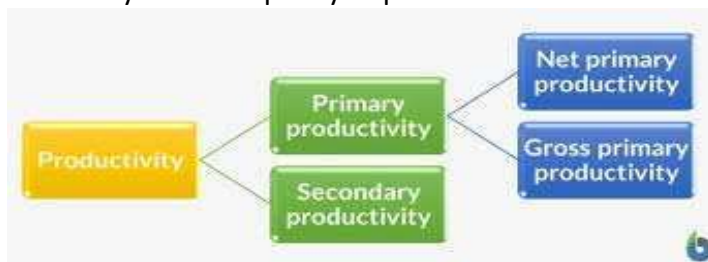 Productivity
Primary
productivity
Secondary
productivity
Net primary
productivity
Gross primary
productivity